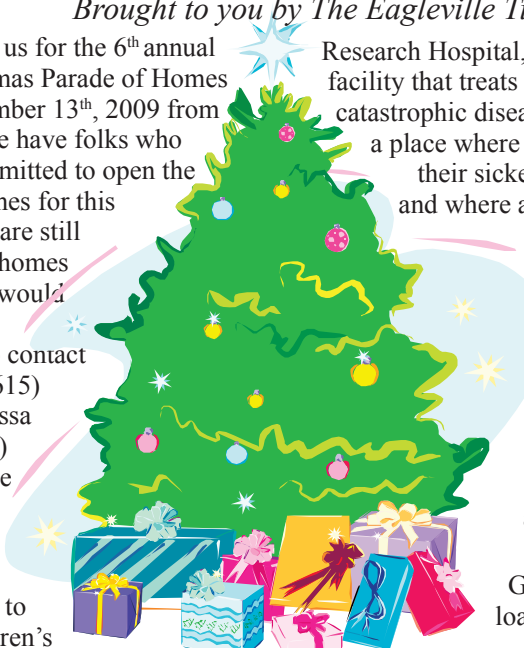 Brought to you by The Eagleville Ti
us for the 6th annual
mas Parade of Homes
mber 13th, 2009 from
e have folks who
mitted to open the
nes for this
are still
homes
would
contact
615)
ssa
)
e
to
ren's
Research Hospital,
facility that treats
catastrophic disea
a place where
their sicke
and where a
G
loa